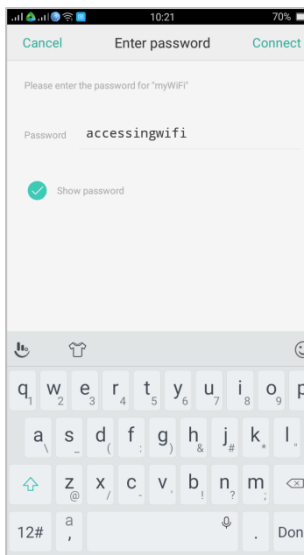 10:21 70%
Cancel Enter password Connect
Please enter the password for "myWiFi"
Password accessingwifi
Show password
q w e r t y u i o p
1 2 3 4 5 6 7 8 9
a s d f g h j k l
\ _ ( : ) & # * "
z x c v b n m
@ / - . ! ? ;
12# a , . Don